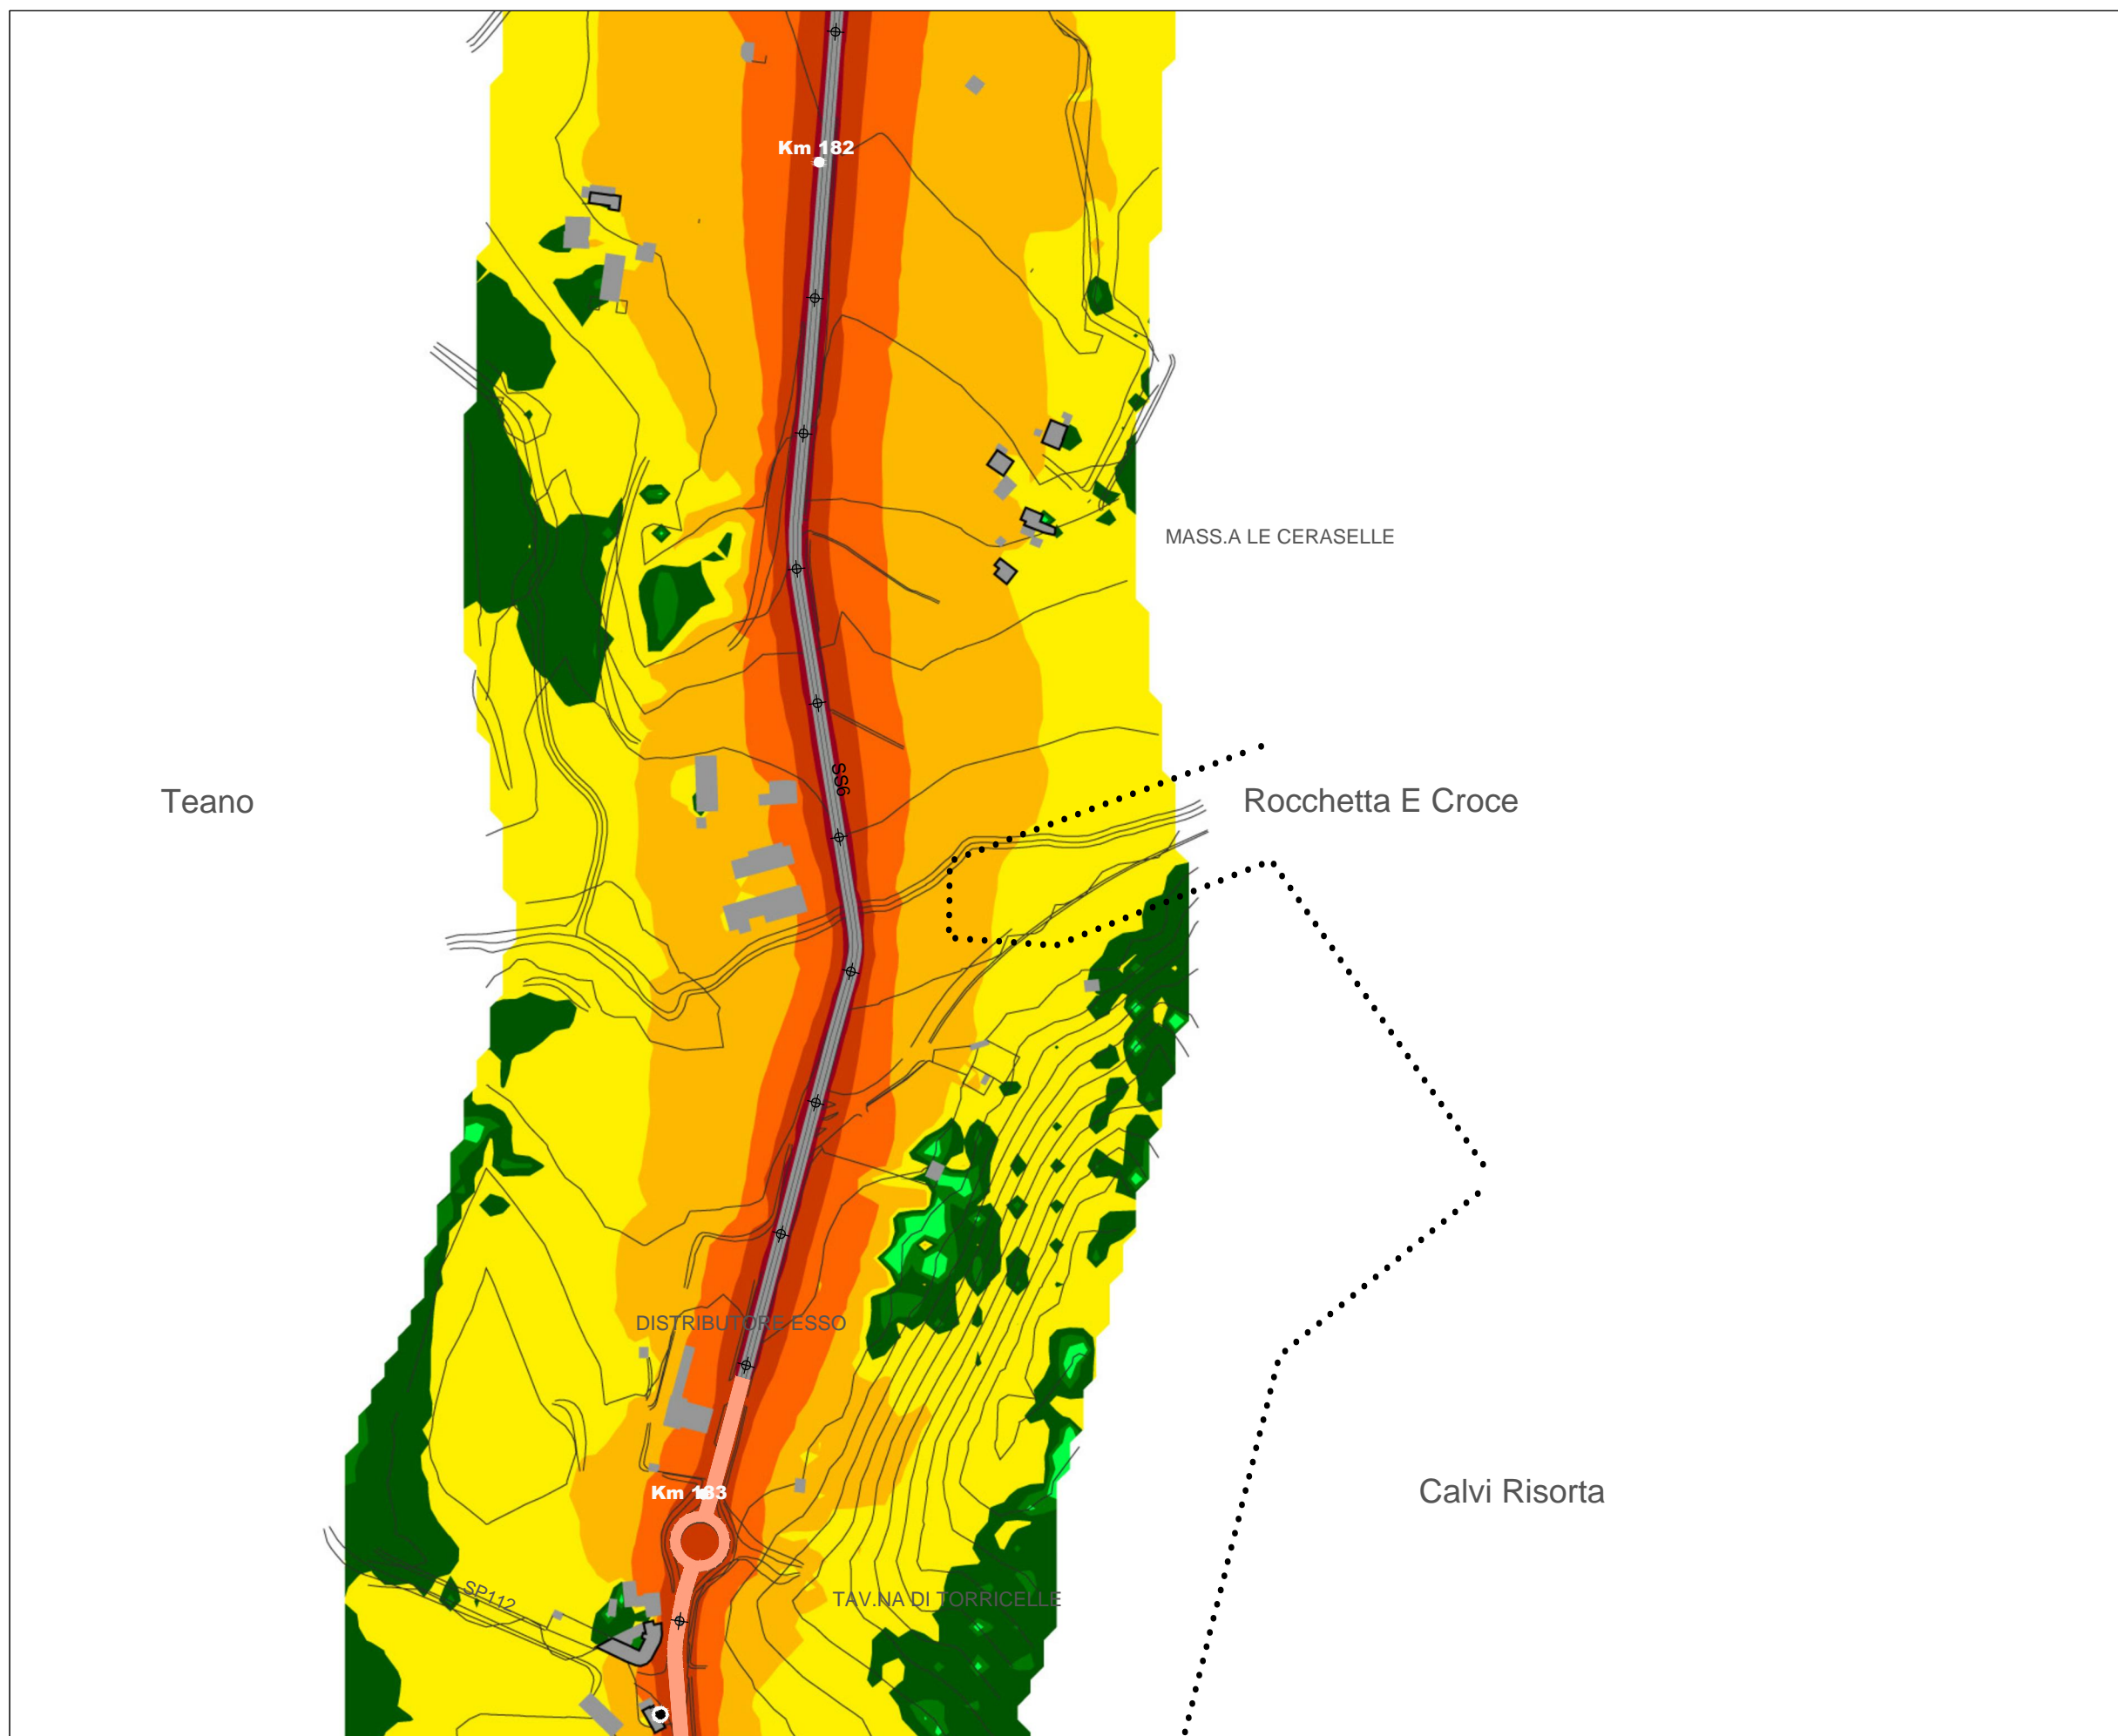 Km 182
MASS.A LE CERASELLE
SS6
Teano
Rocchetta E Croce
DISTRIBUTORE ESSO
Km 183
Calvi Risorta
SP112
TAV.NA DI TORRICELLE